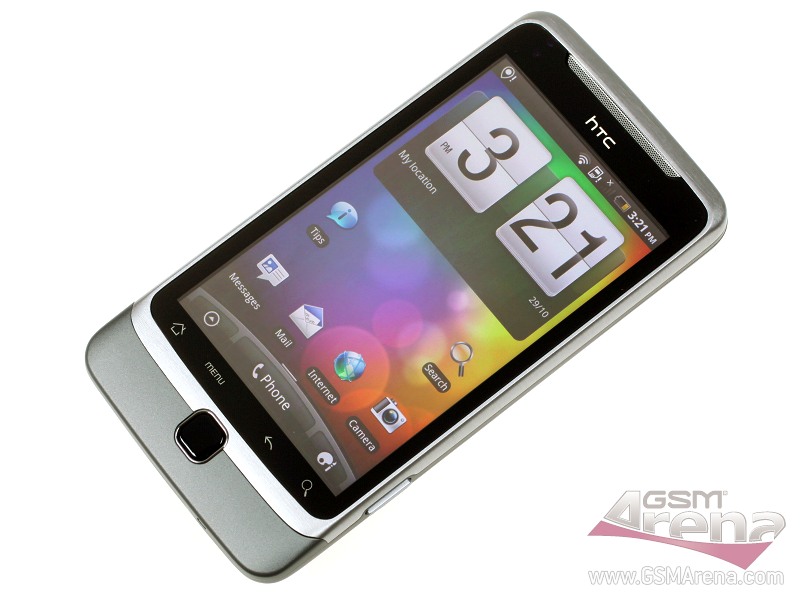 hTC
3:21 PM
3 21
PM
My location
29/10
Tips
Messages
Mail
Internet
Camera
Search
Phone
MENU
GSM
Arena
www.GSMArena.com